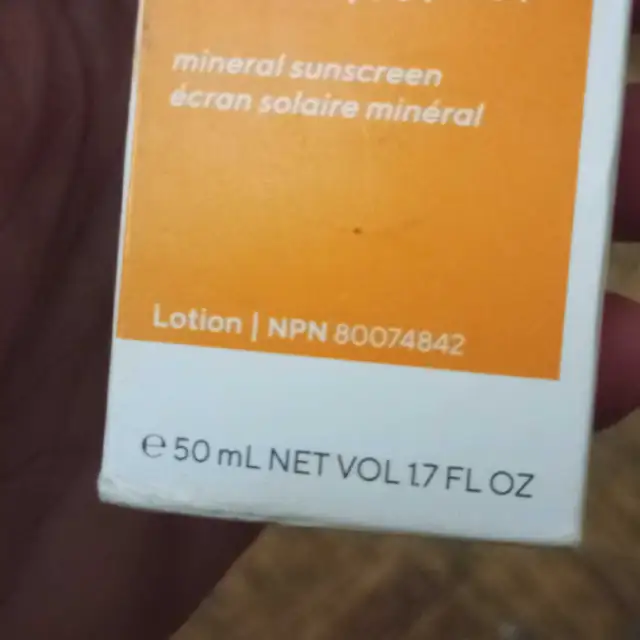 mineral sunscreen
écran solaire minéral
Lotion | NPN 80074842
℮ 50 mL NET VOL 1.7 FL OZ